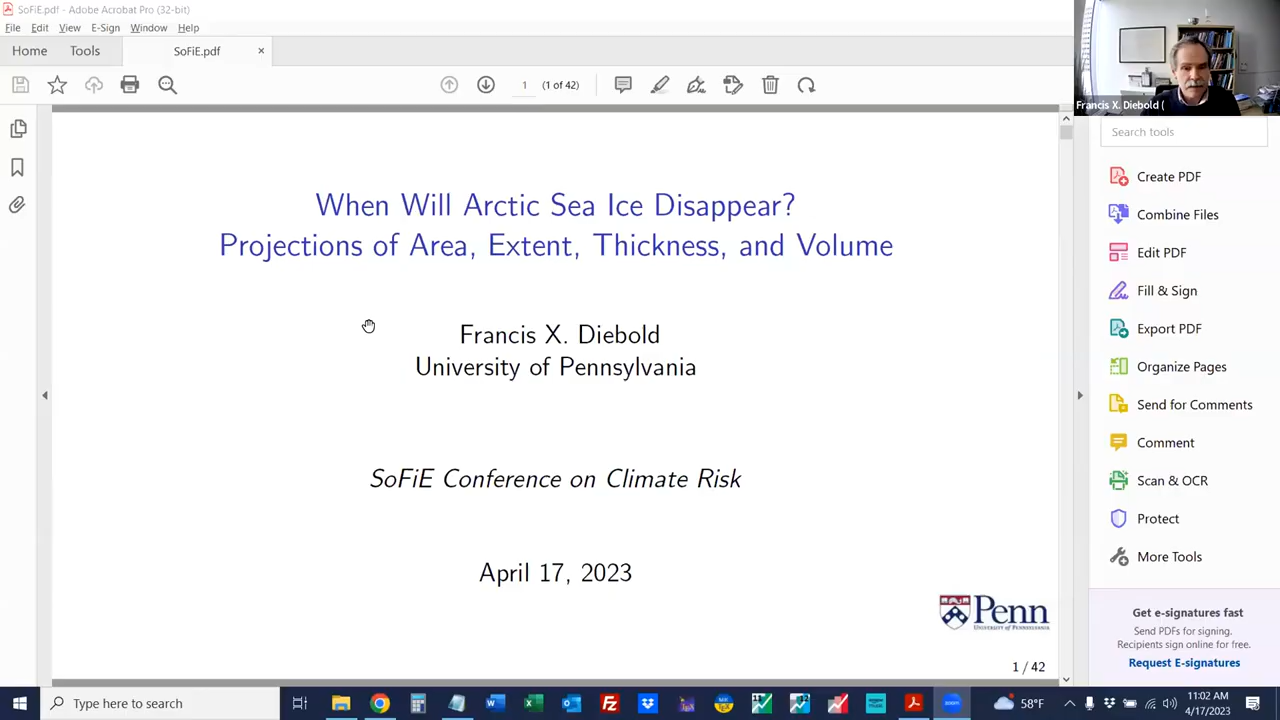 SoFiE.pdf - Adobe Acrobat Pro (32-bit)
File Edit View E-Sign Window Help
Home Tools SoFiE.pdf ×
1 (1 of 42)
Francis X. Diebold (
Search tools
When Will Arctic Sea Ice Disappear?
Projections of Area, Extent, Thickness, and Volume
Francis X. Diebold
University of Pennsylvania
SoFiE Conference on Climate Risk
April 17, 2023
Penn
UNIVERSITY of PENNSYLVANIA
1 / 42
Create PDF
Combine Files
Edit PDF
Fill & Sign
Export PDF
Organize Pages
Send for Comments
Comment
Scan & OCR
Protect
More Tools
Get e-signatures fast
Send PDFs for signing.
Recipients sign online for free.
Request E-signatures
Type here to search
zoom
58°F
11:02 AM
4/17/2023